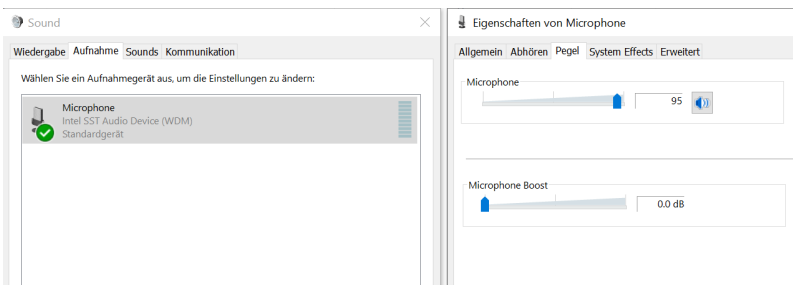 Sound
Wiedergabe Aufnahme Sounds Kommunikation
Wählen Sie ein Aufnahmegerät aus, um die Einstellungen zu ändern:
Microphone
Intel SST Audio Device (WDM)
Standardgerät
Eigenschaften von Microphone
Allgemein Abhören Pegel System Effects Erweitert
Microphone
95
Microphone Boost
0.0 dB